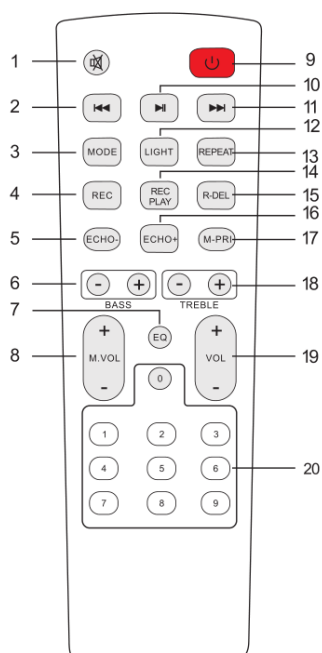 1 9
10
2 11
12
3 MODE LIGHT REPEAT 13
14
4 REC REC PLAY R-DEL 15
16
5 ECHO- ECHO+ M-PRI 17
6 - + - + 18
BASS TREBLE
7 EQ
8 + M.VOL - + VOL - 19
0
1 2 3
4 5 6 20
7 8 9